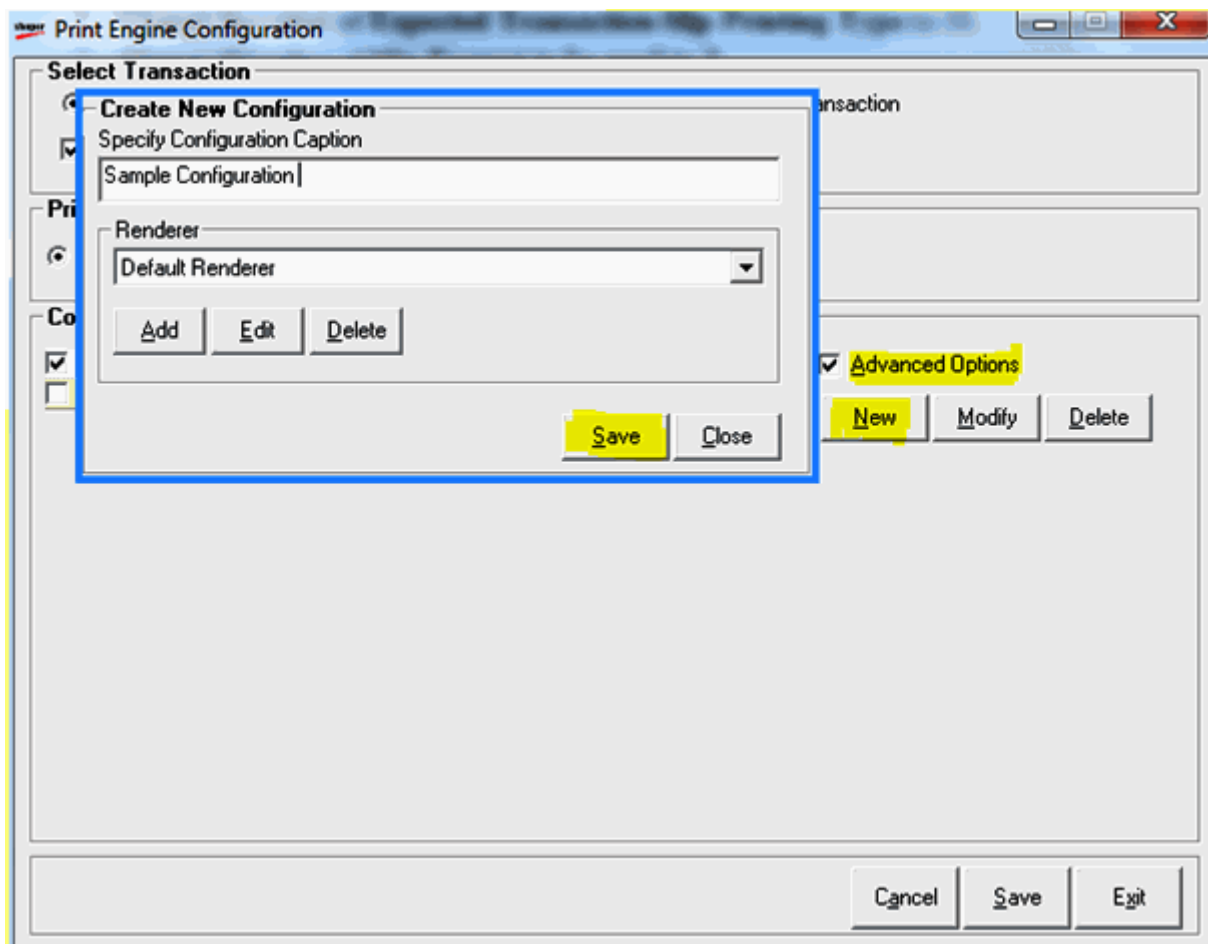 Print Engine Configuration
Select Transaction
Create New Configuration
ansaction
Specify Configuration Caption
Sample Configuration
Pri
Renderer
Default Renderer
Add Edit Delete
Co
Advanced Options
New Modify Delete
Save Close
Cancel Save Exit